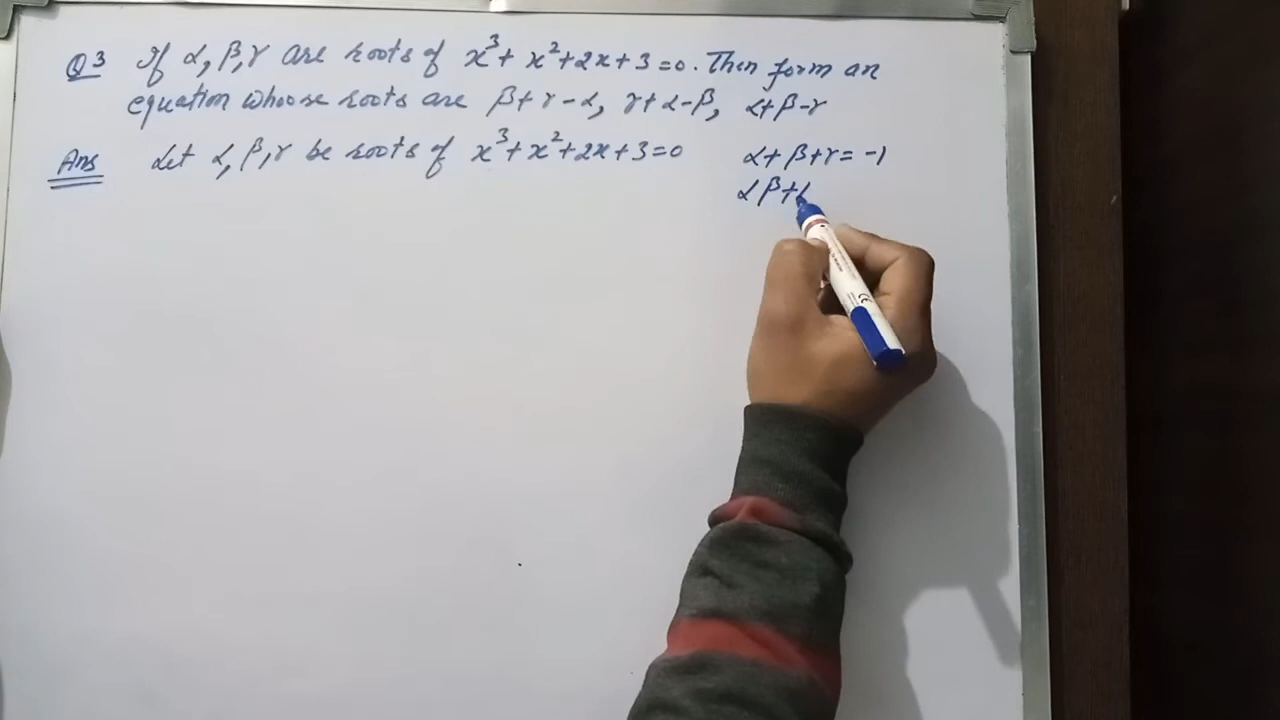 Q3 If α, β, γ are roots of x³ + x² + 2x + 3 = 0. Then form an
equation whose roots are β + γ - α, γ + α - β, α + β - γ
Ans Let α, β, γ be roots of x³ + x² + 2x + 3 = 0 α + β + γ = -1
αβ +